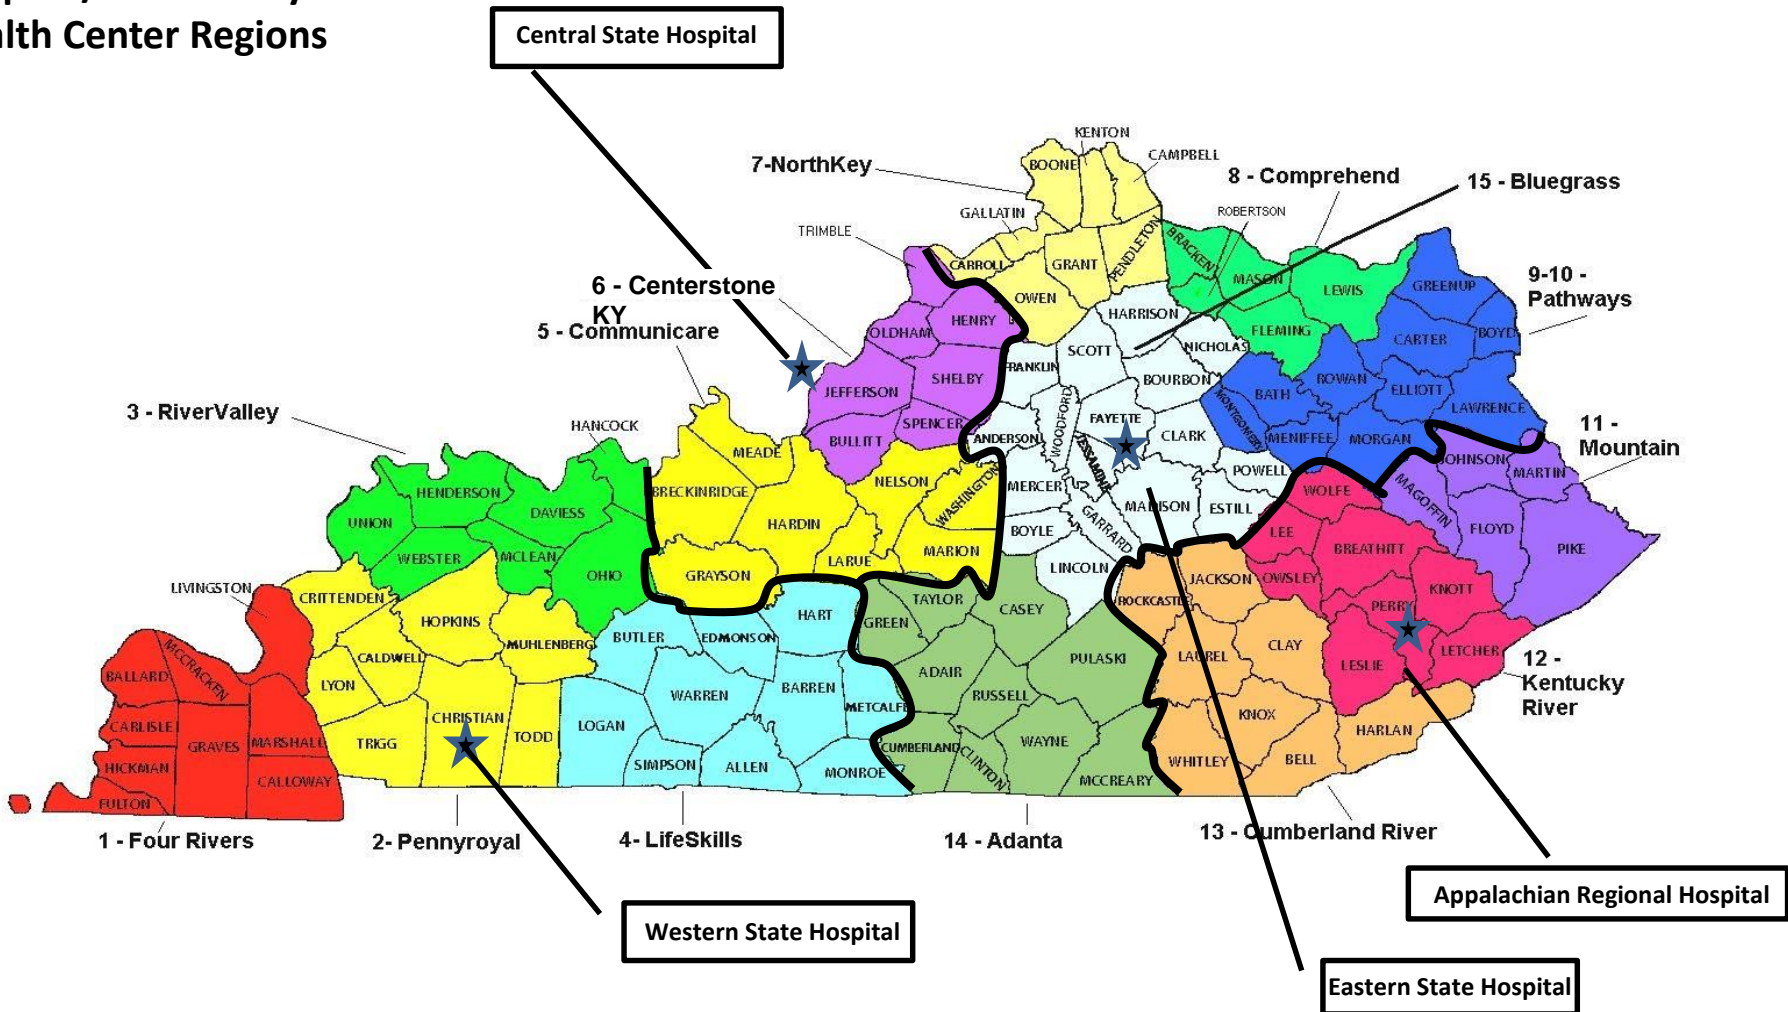 alth Center Regions
Central State Hospital
KENTON
BOONE
CAMPBELL
7-NorthKey
8 - Comprehend
15 - Bluegrass
GALLATIN
ROBERTSON
TRIMBLE
BRACKEN
PENDLETON
CARROLL
GRANT
MASON
6 - Centerstone
KY
OWEN
LEWIS
GREENUP
9-10 -
Pathways
5 - Communicare
OLDHAM
HENRY
HARRISON
FLEMING
CARTER
BOYD
SCOTT
NICHOLAS
FRANKLIN
JEFFERSON
SHELBY
BOURBON
BATH
ROWAN
ELLIOTT
3 - RiverValley
WOODFORD
FAYETTE
MONTGOMERY
LAWRENCE
HANCOCK
BULLITT
SPENCER
ANDERSON
JESSAMINE
CLARK
MENIFFEE
MORGAN
11 -
Mountain
MEADE
POWELL
JOHNSON
MARTIN
HENDERSON
BRECKINRIDGE
NELSON
WASHINGTON
MERCER
WOLFE
MAGOFFIN
UNION
DAVIESS
HARDIN
MADISON
ESTILL
GARRARD
FLOYD
WEBSTER
MCLEAN
LARUE
MARION
BOYLE
LEE
BREATHITT
PIKE
OHIO
GRAYSON
LINCOLN
JACKSON
OWSLEY
KNOTT
LIVINGSTON
CRITTENDEN
TAYLOR
CASEY
ROCKCASTLE
PERRY
HOPKINS
MUHLENBERG
BUTLER
EDMONSON
HART
GREEN
CLAY
CALDWELL
LAUREL
LESLIE
LETCHER
MCCRACKEN
BALLARD
LYON
WARREN
BARREN
ADAIR
PULASKI
RUSSELL
12 -
Kentucky
River
CARLISLE
GRAVES
MARSHALL
TRIGG
CHRISTIAN
TODD
LOGAN
METCALFE
KNOX
HARLAN
HICKMAN
CALLOWAY
SIMPSON
ALLEN
MONROE
CUMBERLAND
CLINTON
WAYNE
MCCREARY
WHITLEY
BELL
FULTON
1 - Four Rivers
2- Pennyroyal
4- LifeSkills
14 - Adanta
13 - Cumberland River
Appalachian Regional Hospital
Western State Hospital
Eastern State Hospital